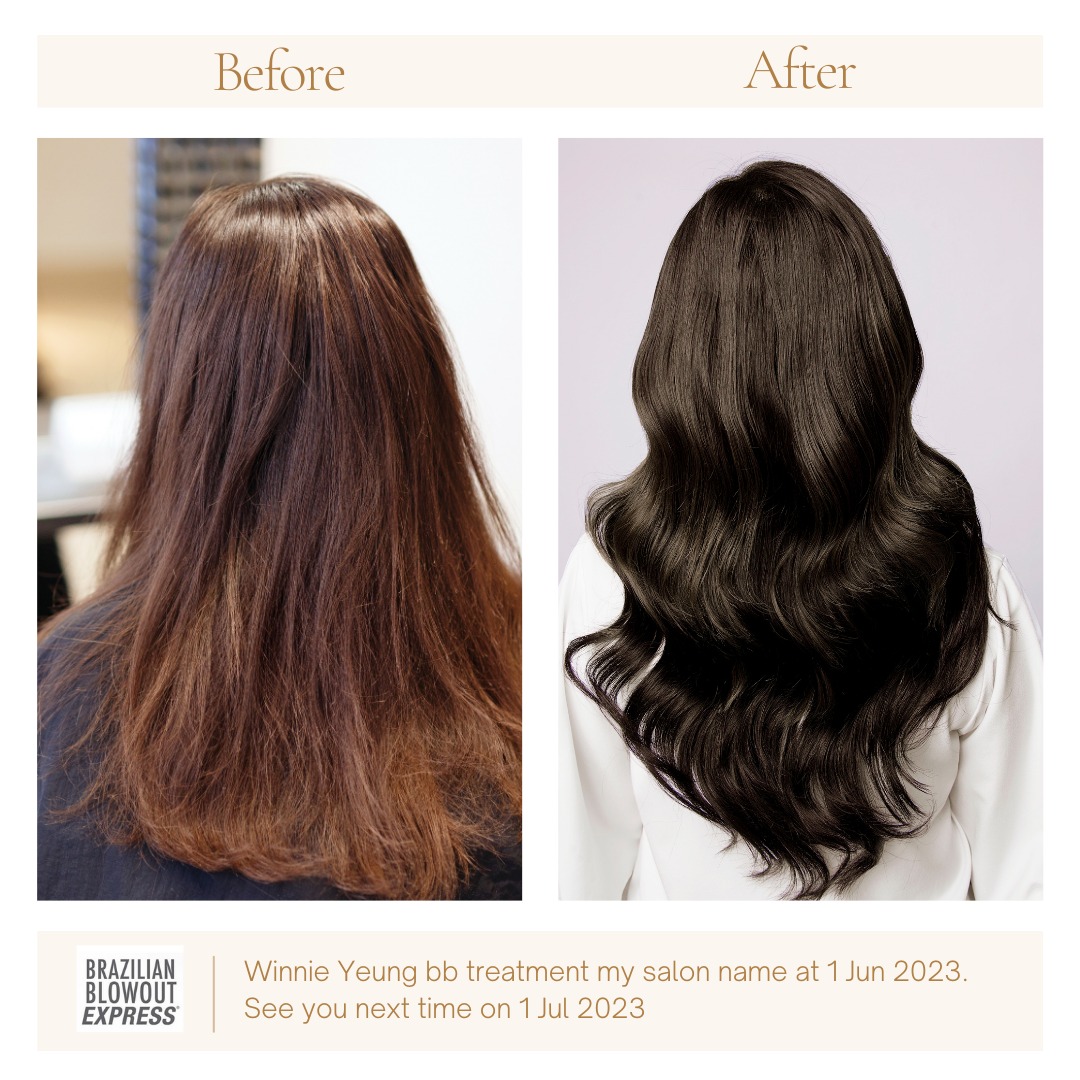 Before
After
BRAZILIAN
BLOWOUT
EXPRESS
Winnie Yeung bb treatment my salon name at 1 Jun 2023.
See you next time on 1 Jul 2023